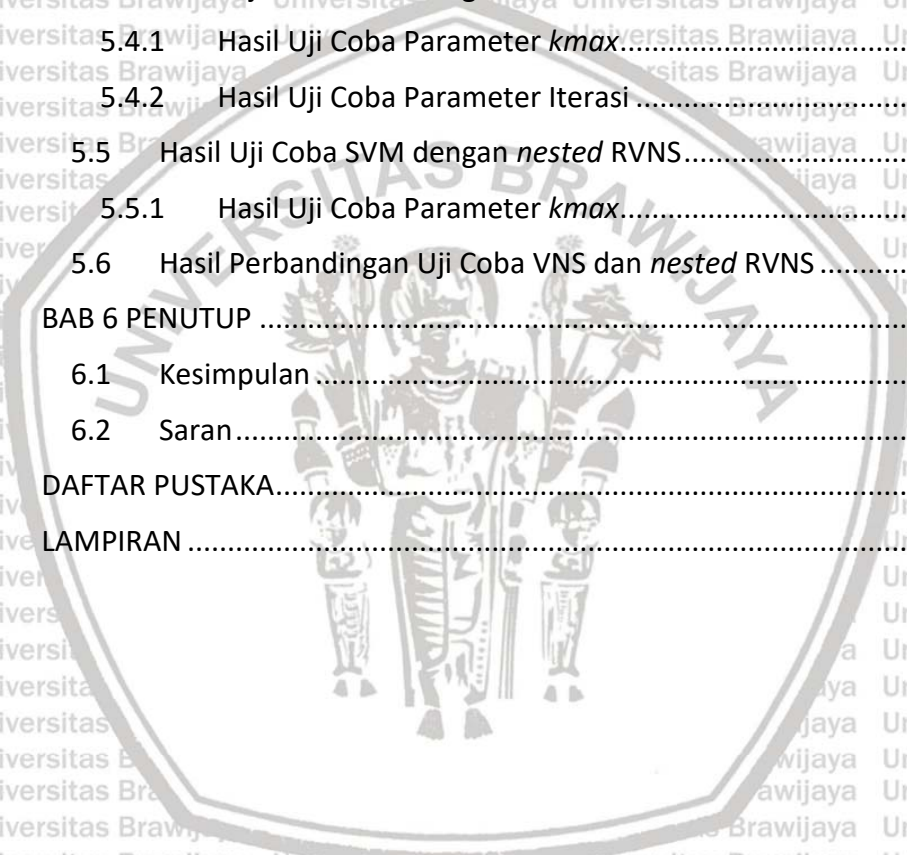 5.4.1 Hasil Uji Coba Parameter kmax..............................
5.4.2 Hasil Uji Coba Parameter Iterasi..............................
5.5 Hasil Uji Coba SVM dengan nested RVNS..............................
5.5.1 Hasil Uji Coba Parameter kmax..............................
5.6 Hasil Perbandingan Uji Coba VNS dan nested RVNS...........
BAB 6 PENUTUP..............................
6.1 Kesimpulan..............................
6.2 Saran..............................
DAFTAR PUSTAKA..............................
LAMPIRAN..............................
UNIVERSITAS BRAWIJAYA